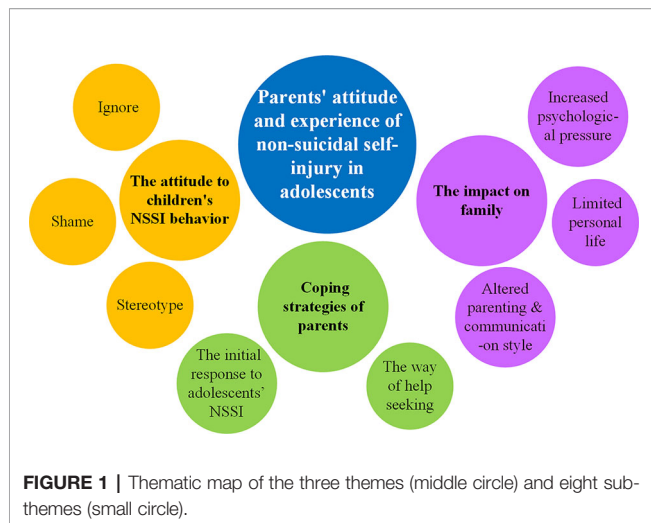 Parents' attitude
and experience of
non-suicidal self-
injury in
adolescents
Ignore
The attitude to
children's
NSSI behavior
Shame
Stereotype
Coping
strategies of
parents
The initial
response to
adolescents'
NSSI
The way
of help
seeking
The impact on
family
Increased
psychologic-
al pressure
Limited
personal
life
Altered
parenting &
communicati
-on style
FIGURE 1 | Thematic map of the three themes (middle circle) and eight sub-
themes (small circle).